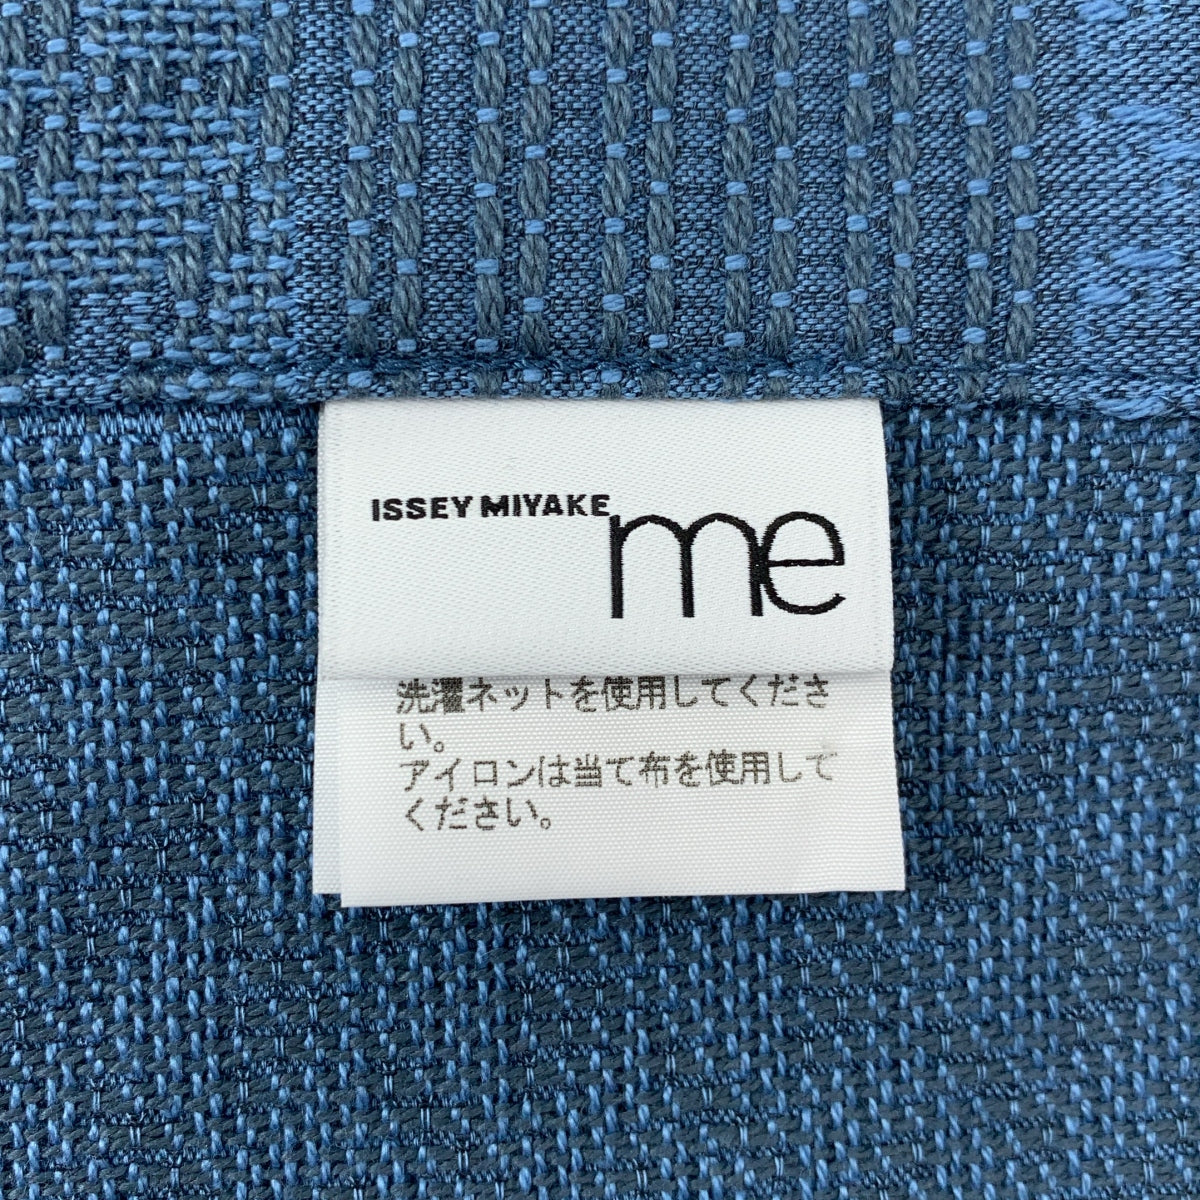 ISSEY MIYAKE me
洗濯ネットを使用してくださ
い。
アイロンは当て布を使用して
ください。